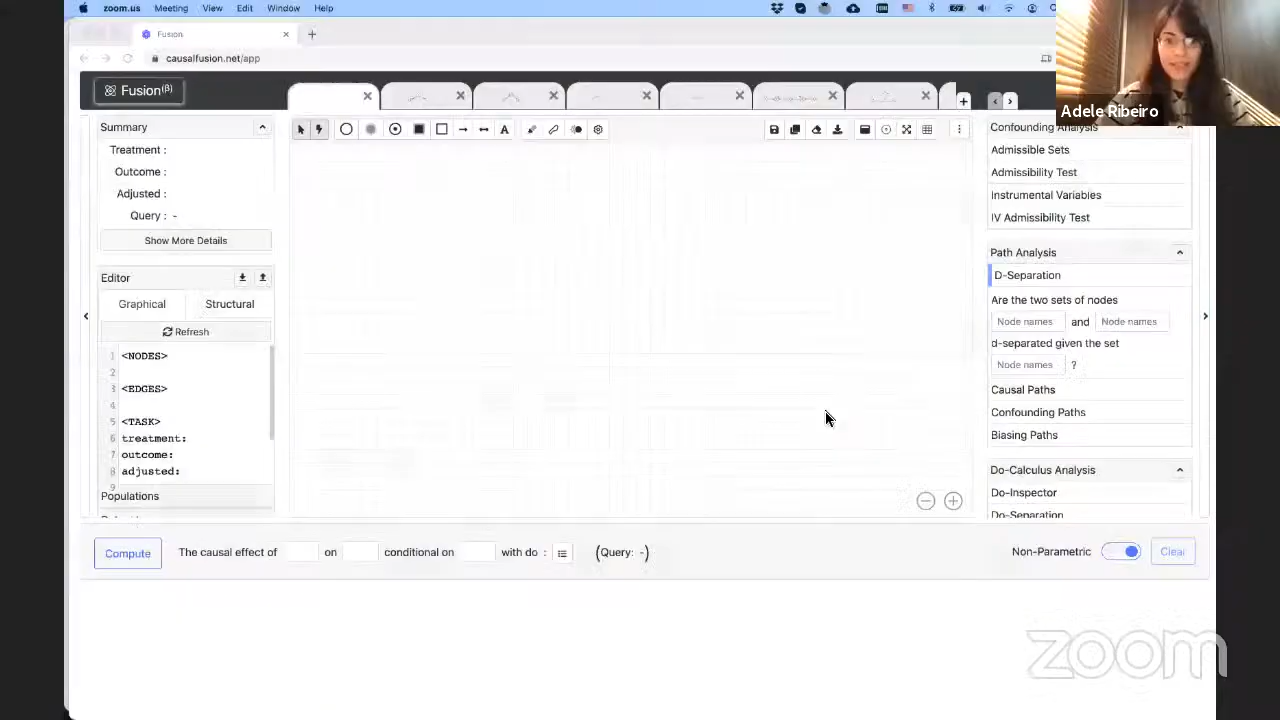 zoom.us Meeting View Edit Window Help
Fusion
causalfusion.net/app
Fusion(β)
Adele Ribeiro
Summary
Treatment :
Outcome :
Adjusted :
Query : -
Show More Details
Editor
Graphical Structural
Refresh
1 <NODES>
2
3 <EDGES>
4
5 <TASK>
6 treatment:
7 outcome:
8 adjusted:
9
Populations
A
Confounding Analysis
Admissible Sets
Admissibility Test
Instrumental Variables
IV Admissibility Test
Path Analysis
D-Separation
Are the two sets of nodes
Node names and Node names
d-separated given the set
Node names ?
Causal Paths
Confounding Paths
Biasing Paths
Do-Calculus Analysis
Do-Inspector
Do-Separation
Compute The causal effect of on conditional on with do : (Query: -) Non-Parametric Clear
zoom